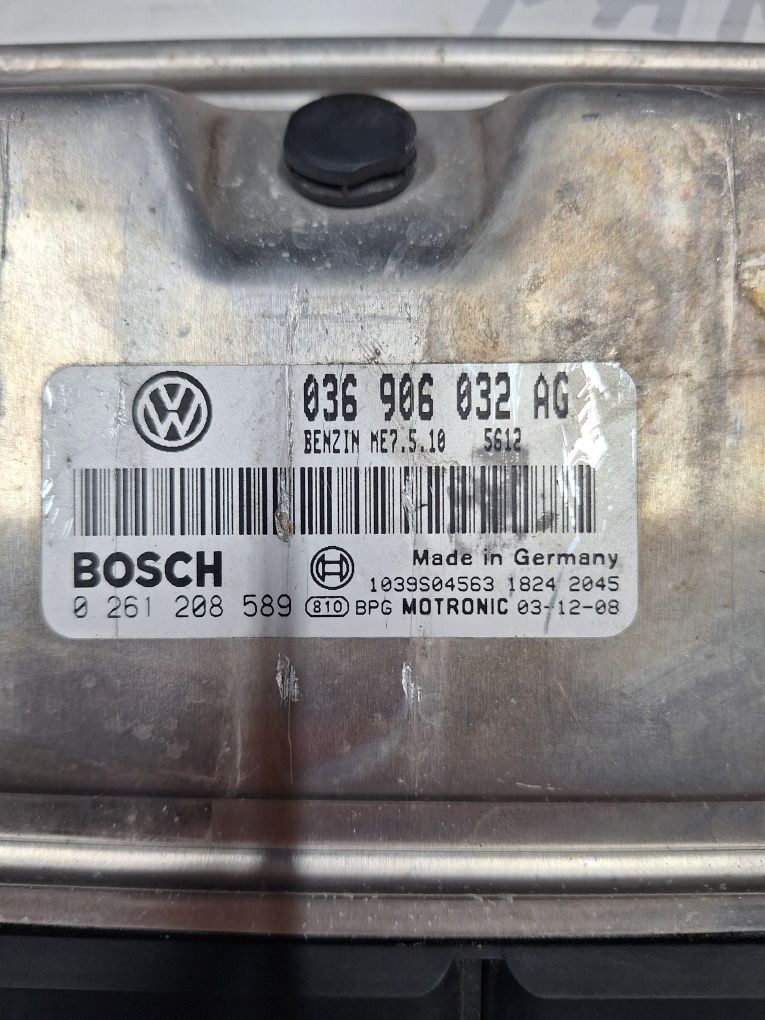 036 906 032 AG
BENZIN ME7.5.10 5612
BOSCH
Made in Germany
1039S04563 1824 2045
0 261 208 589 810 BPG MOTRONIC 03-12-08